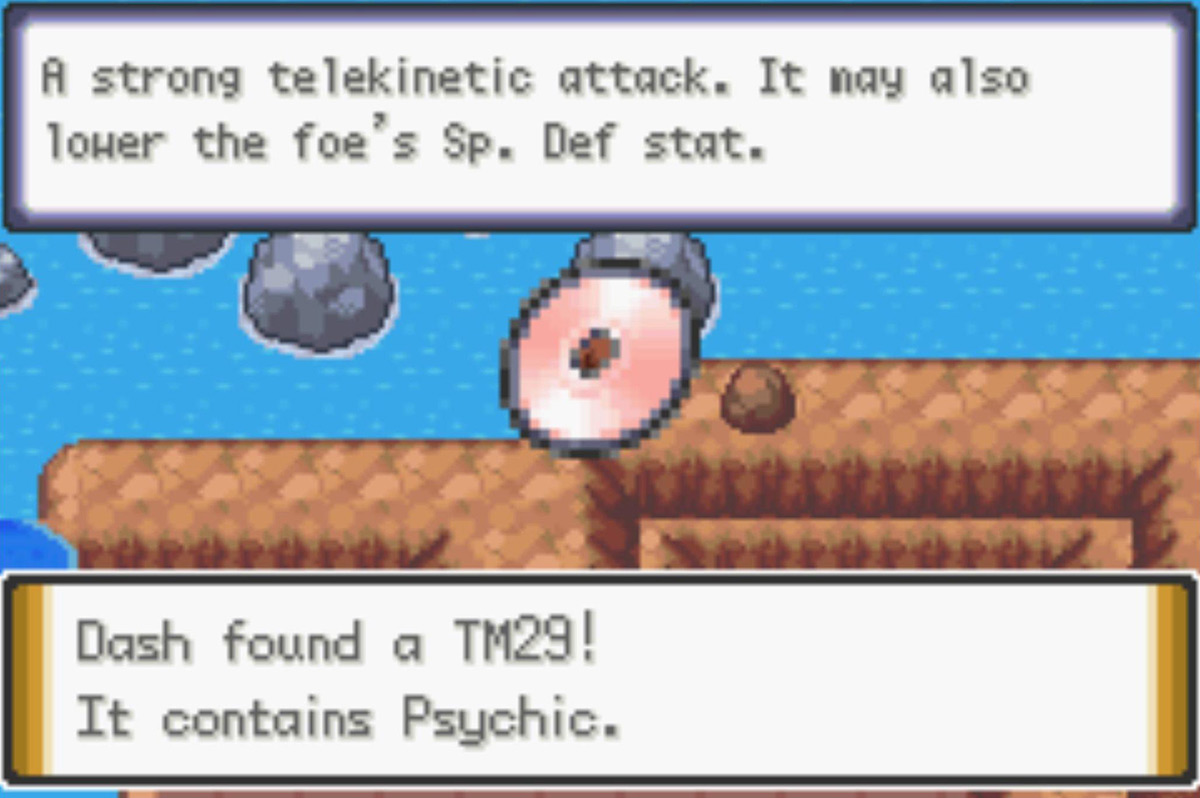 A strong telekinetic attack. It may also
lower the foe's Sp. Def stat.
Dash found a TM29!
It contains Psychic.